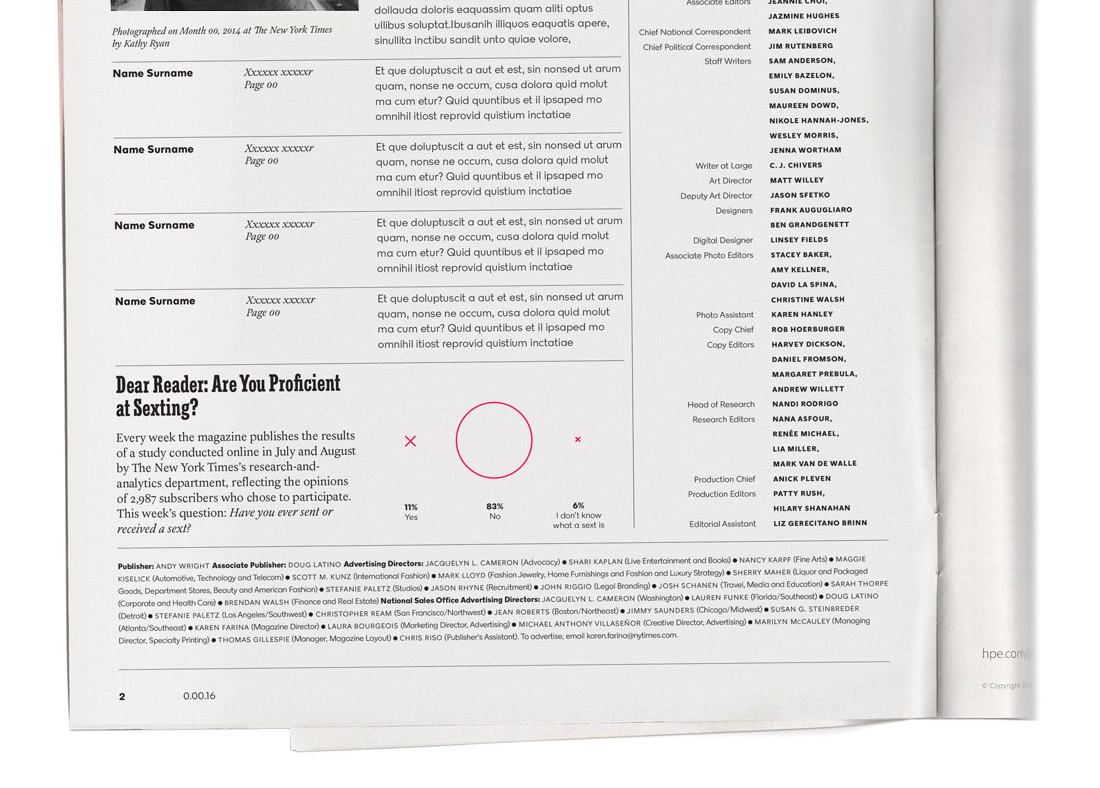 dollauda doloris eaquassim quam aliti optus
ullibus soluptat.Ibusanih illiquos eaquatis apere,
sinullita inctibu sandit unto quiae volore,
Photographed on Month 00, 2014 at The New York Times
by Kathy Ryan
Name Surname
Xxxxxx xxxxxr
Page 00
Et que doluptuscit a aut et est, sin nonsed ut arum
quam, nonse ne occum, cusa dolora quid molut
ma cum etur? Quid quuntibus et il ipsaped mo
omnihil itiost reprovid quistium inctatiae
Name Surname
Xxxxxx xxxxxr
Page 00
Et que doluptuscit a aut et est, sin nonsed ut arum
quam, nonse ne occum, cusa dolora quid molut
ma cum etur? Quid quuntibus et il ipsaped mo
omnihil itiost reprovid quistium inctatiae
Name Surname
Xxxxxx xxxxxr
Page 00
Et que doluptuscit a aut et est, sin nonsed ut arum
quam, nonse ne occum, cusa dolora quid molut
ma cum etur? Quid quuntibus et il ipsaped mo
omnihil itiost reprovid quistium inctatiae
Name Surname
Xxxxxx xxxxxr
Page 00
Et que doluptuscit a aut et est, sin nonsed ut arum
quam, nonse ne occum, cusa dolora quid molut
ma cum etur? Quid quuntibus et il ipsaped mo
omnihil itiost reprovid quistium inctatiae
Dear Reader: Are You Proficient
at Sexting?
Every week the magazine publishes the results
of a study conducted online in July and August
by The New York Times's research-and-
analytics department, reflecting the opinions
of 2,987 subscribers who chose to participate.
This week's question: Have you ever sent or
received a sext?
11%
Yes
83%
No
6%
I don't know
what a sext is
Associate Editors JEANNIE CHOI,
JAZMINE HUGHES
Chief National Correspondent MARK LEIBOVICH
Chief Political Correspondent JIM RUTENBERG
Staff Writers SAM ANDERSON,
EMILY BAZELON,
SUSAN DOMINUS,
MAUREEN DOWD,
NIKOLE HANNAH-JONES,
WESLEY MORRIS,
JENNA WORTHAM
Writer at Large C. J. CHIVERS
Art Director MATT WILLEY
Deputy Art Director JASON SFETKO
Designers FRANK AUGUGLIARO
BEN GRANDGENETT
Digital Designer LINSEY FIELDS
Associate Photo Editors STACEY BAKER,
AMY KELLNER,
DAVID LA SPINA,
CHRISTINE WALSH
Photo Assistant KAREN HANLEY
Copy Chief ROB HOERBURGER
Copy Editors HARVEY DICKSON,
DANIEL FROMSON,
MARGARET PREBULA,
ANDREW WILLETT
Head of Research NANDI RODRIGO
Research Editors NANA ASFOUR,
RENÉE MICHAEL,
LIA MILLER,
MARK VAN DE WALLE
Production Chief ANICK PLEVEN
Production Editors PATTY RUSH,
HILARY SHANAHAN
Editorial Assistant LIZ GERECITANO BRINN
Publisher: ANDY WRIGHT Associate Publisher: DOUG LATINO Advertising Directors: JACQUELYN L. CAMERON (Advocacy) ● SHARI KAPLAN (Live Entertainment and Books) ● NANCY KARPF (Fine Arts) ● MAGGIE
KISELICK (Automotive, Technology and Telecom) ● SCOTT M. KUNZ (International Fashion) ● MARK LLOYD (Fashion Jewelry, Home Furnishings and Fashion and Luxury Strategy) ● SHERRY MAHER (Liquor and Packaged
Goods, Department Stores, Beauty and American Fashion) ● STEFANIE PALETZ (Studios) ● JASON RHYNE (Recruitment) ● JOHN RIGGIO (Legal Branding) ● JOSH SCHANEN (Travel, Media and Education) ● SARAH THORPE
(Corporate and Health Care) ● BRENDAN WALSH (Finance and Real Estate) National Sales Office Advertising Directors: JACQUELYN L. CAMERON (Washington) ● LAUREN FUNKE (Florida/Southeast) ● DOUG LATINO
(Detroit) ● STEFANIE PALETZ (Los Angeles/Southwest) ● CHRISTOPHER REAM (San Francisco/Northwest) ● JEAN ROBERTS (Boston/Northeast) ● JIMMY SAUNDERS (Chicago/Midwest) ● SUSAN G. STEINBREDER
(Atlanta/Southeast) ● KAREN FARINA (Magazine Director) ● LAURA BOURGEOIS (Marketing Director, Advertising) ● MICHAEL ANTHONY VILLASEÑOR (Creative Director, Advertising) ● MARILYN McCAULEY (Managing
Director, Specialty Printing) ● THOMAS GILLESPIE (Manager, Magazine Layout) ● CHRIS RISO (Publisher's Assistant). To advertise, email karen.farina@nytimes.com.
2
0.00.16
hpe.com
© Copyright